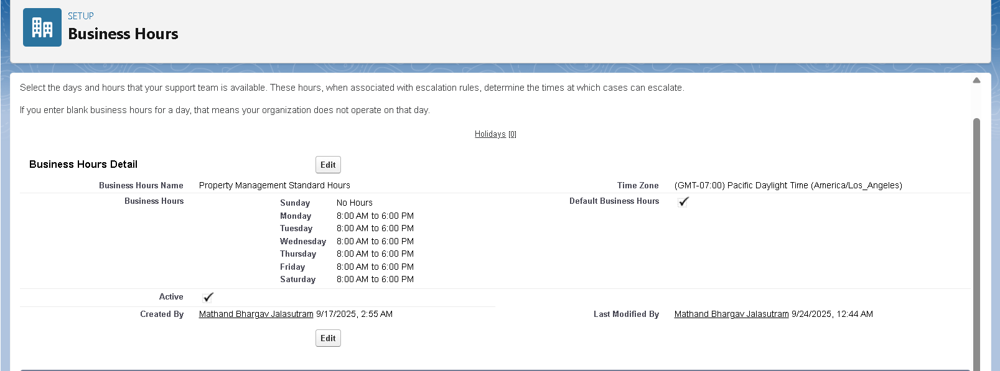 SETUP
Business Hours
Select the days and hours that your support team is available. These hours, when associated with escalation rules, determine the times at which cases can escalate.
If you enter blank business hours for a day, that means your organization does not operate on that day.
Holidays [0]
Business Hours Detail Edit
Business Hours Name Property Management Standard Hours Time Zone (GMT-07:00) Pacific Daylight Time (America/Los_Angeles)
Business Hours Default Business Hours
Sunday No Hours
Monday 8:00 AM to 6:00 PM
Tuesday 8:00 AM to 6:00 PM
Wednesday 8:00 AM to 6:00 PM
Thursday 8:00 AM to 6:00 PM
Friday 8:00 AM to 6:00 PM
Saturday 8:00 AM to 6:00 PM
Active
Created By Mathand Bhargav Jalasutram 9/17/2025, 2:55 AM Last Modified By Mathand Bhargav Jalasutram 9/24/2025, 12:44 AM
Edit